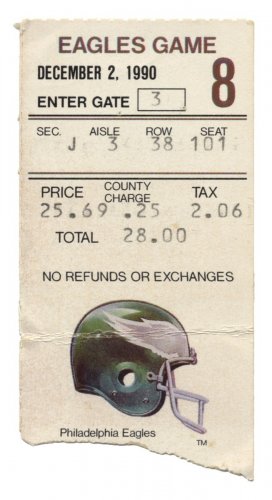 EAGLES GAME
DECEMBER 2, 1990
8
ENTER GATE 3
SEC. AISLE ROW SEAT
J 3 38 101
PRICE COUNTY CHARGE TAX
25.69 .25 2.06
TOTAL 28.00
NO REFUNDS OR EXCHANGES
Philadelphia Eagles TM